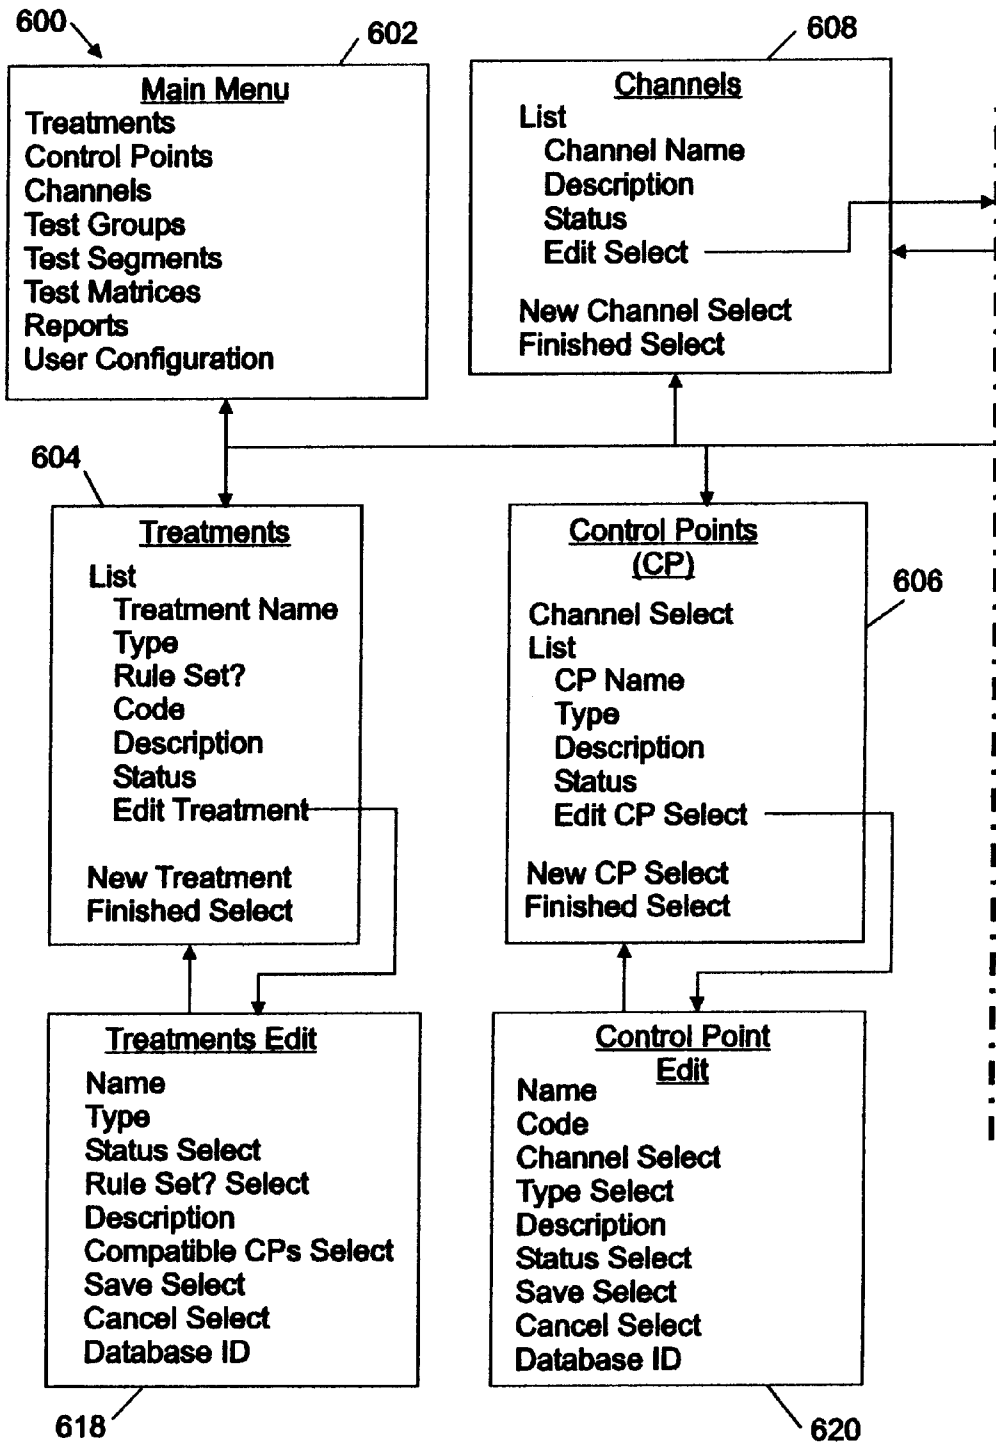 600
602
Main Menu
Treatments
Control Points
Channels
Test Groups
Test Segments
Test Matrices
Reports
User Configuration
608
Channels
List
Channel Name
Description
Status
Edit Select
New Channel Select
Finished Select
604
Treatments
List
Treatment Name
Type
Rule Set?
Code
Description
Status
Edit Treatment
New Treatment
Finished Select
606
Control Points
(CP)
Channel Select
List
CP Name
Type
Description
Status
Edit CP Select
New CP Select
Finished Select
Treatments Edit
Name
Type
Status Select
Rule Set? Select
Description
Compatible CPs Select
Save Select
Cancel Select
Database ID
618
Control Point
Edit
Name
Code
Channel Select
Type Select
Description
Status Select
Save Select
Cancel Select
Database ID
620